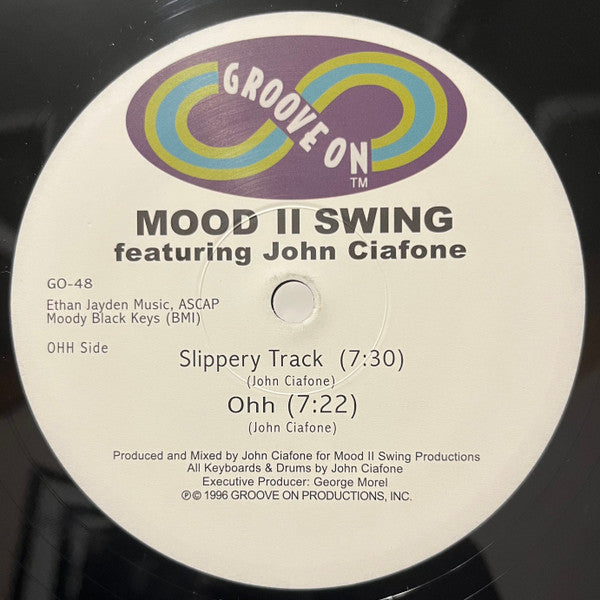 GROOVE ON
TM
MOOD II SWING
featuring John Ciafone
GO-48
Ethan Jayden Music, ASCAP
Moody Black Keys (BMI)
OHH Side
Slippery Track (7:30)
(John Ciafone)
Ohh (7:22)
(John Ciafone)
Produced and Mixed by John Ciafone for Mood II Swing Productions
All Keyboards & Drums by John Ciafone
Executive Producer: George Morel
℗© 1996 GROOVE ON PRODUCTIONS, INC.